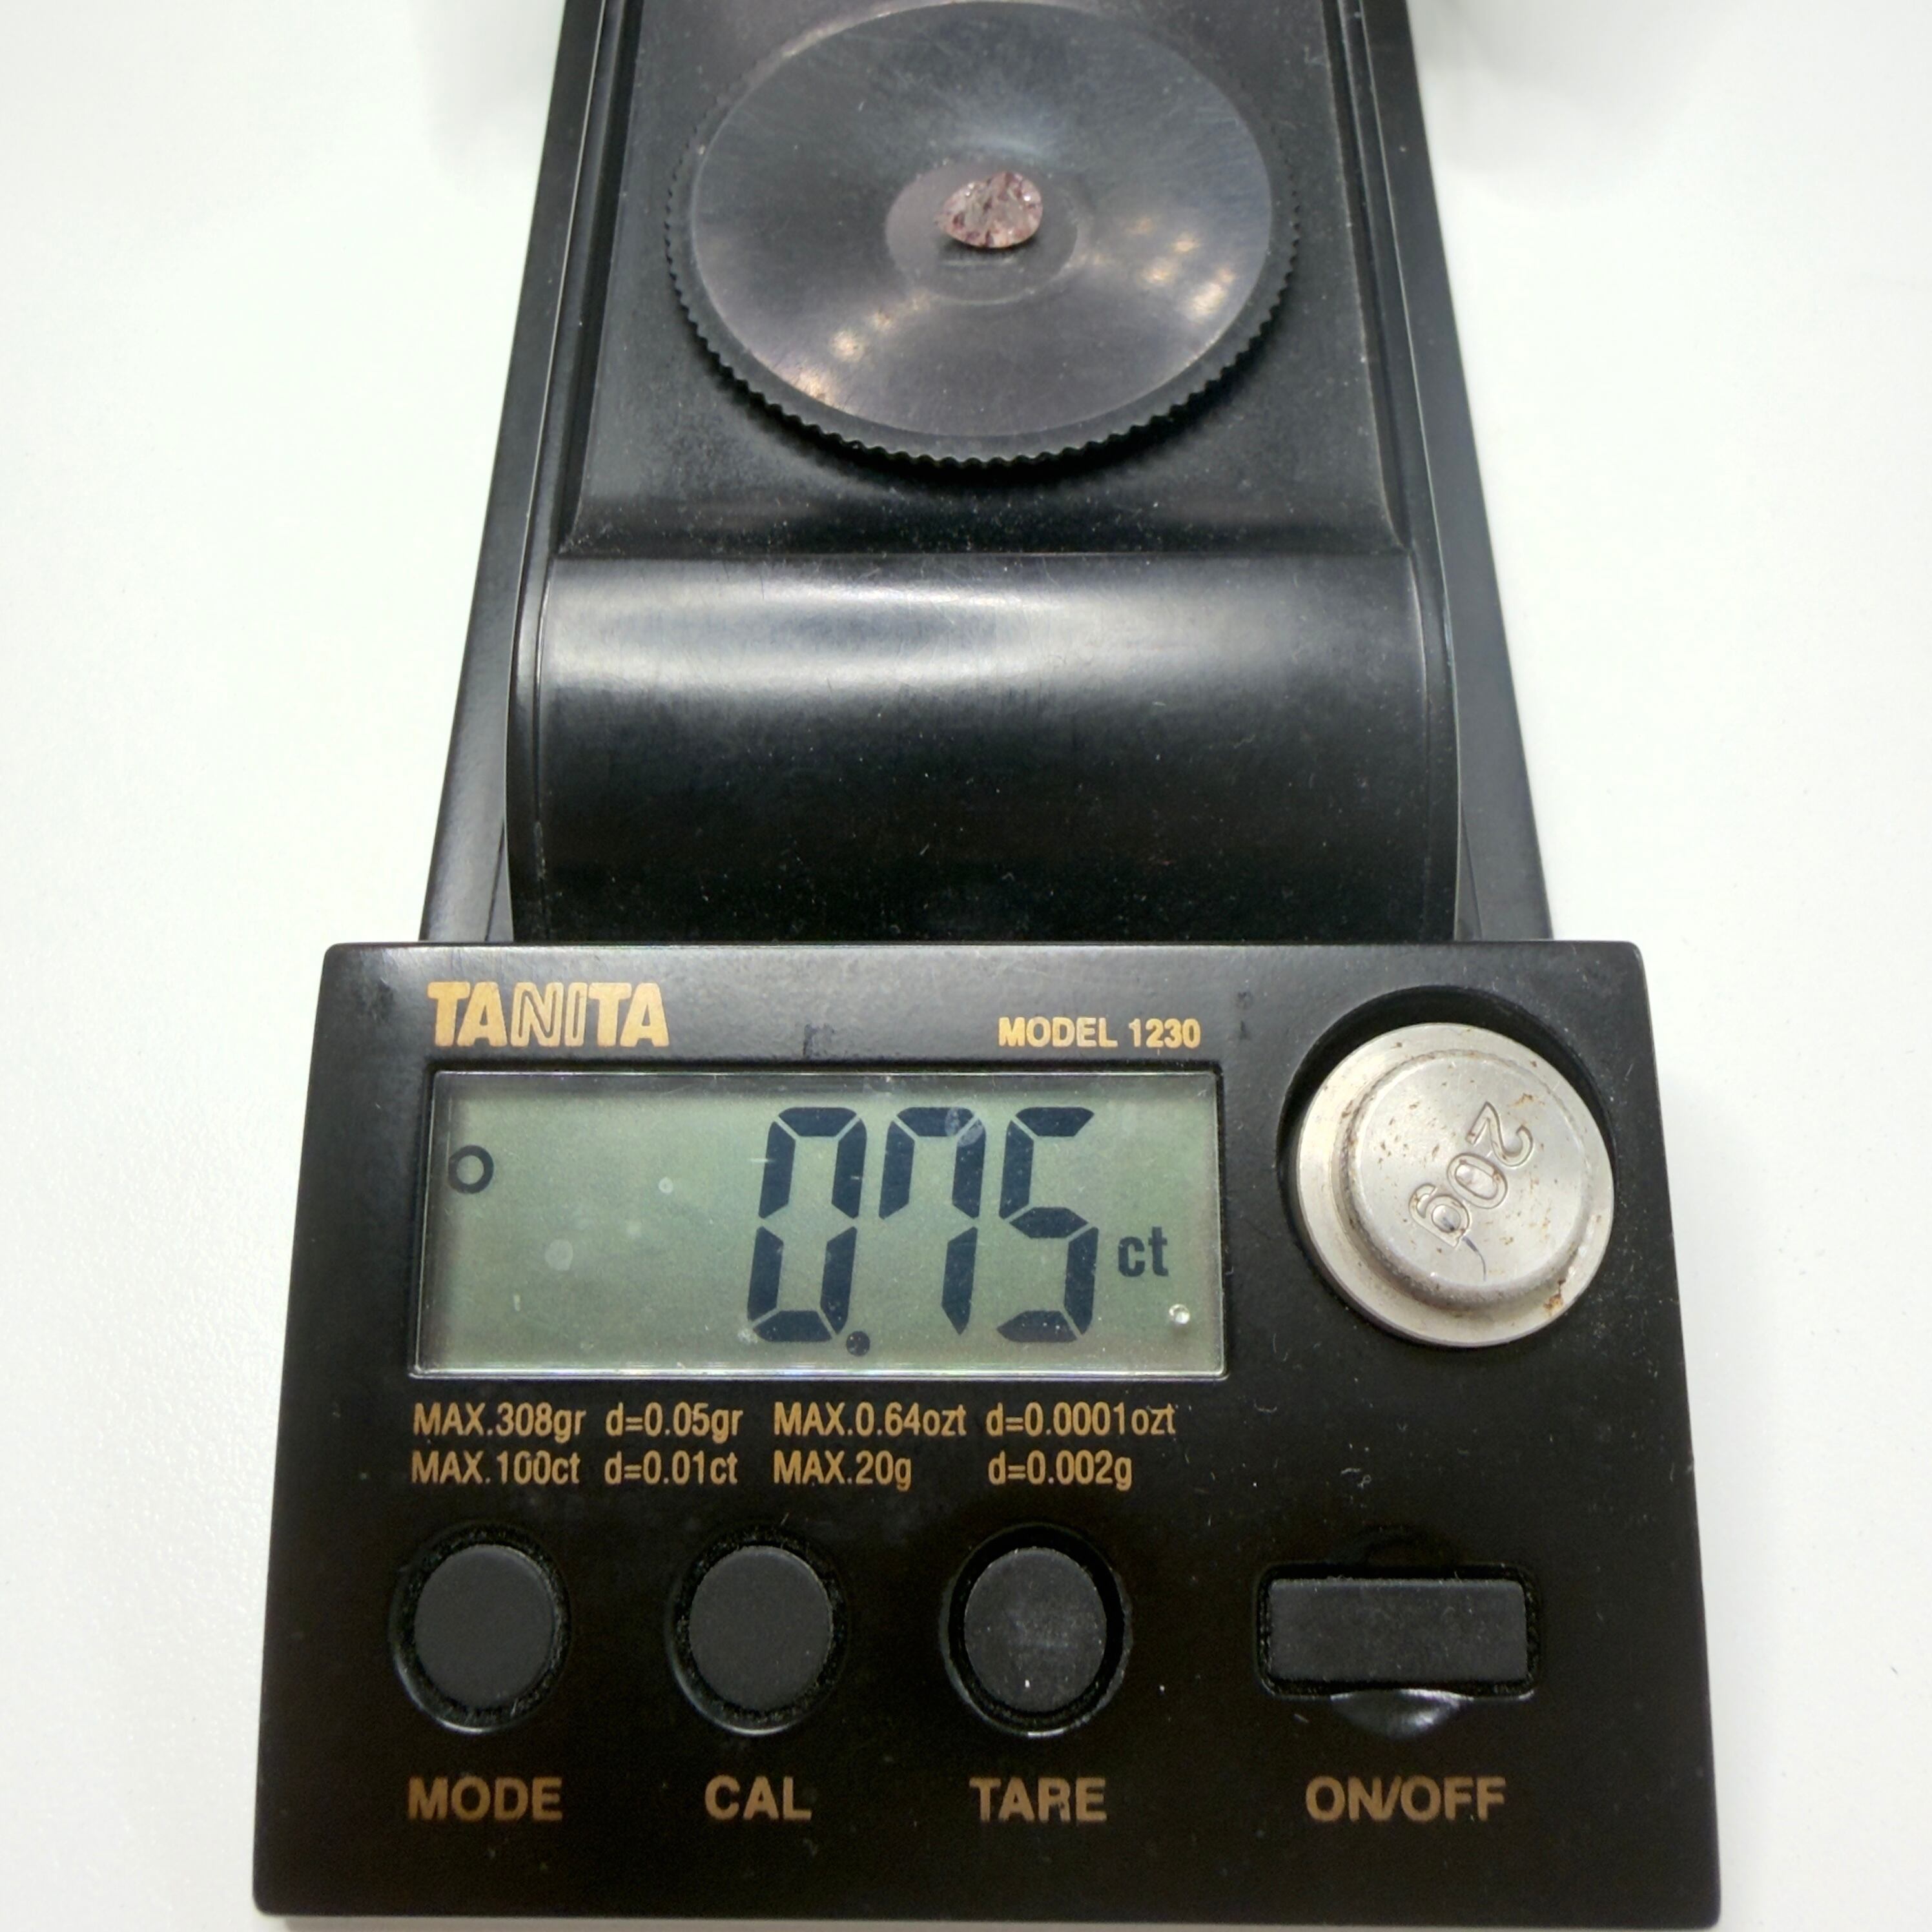 TANITA
MODEL 1230
0.75 ct
20g
MAX.308gr d=0.05gr MAX.0.64ozt d=0.0001ozt
MAX.100ct d=0.01ct MAX.20g d=0.002g
MODE CAL TARE ON/OFF